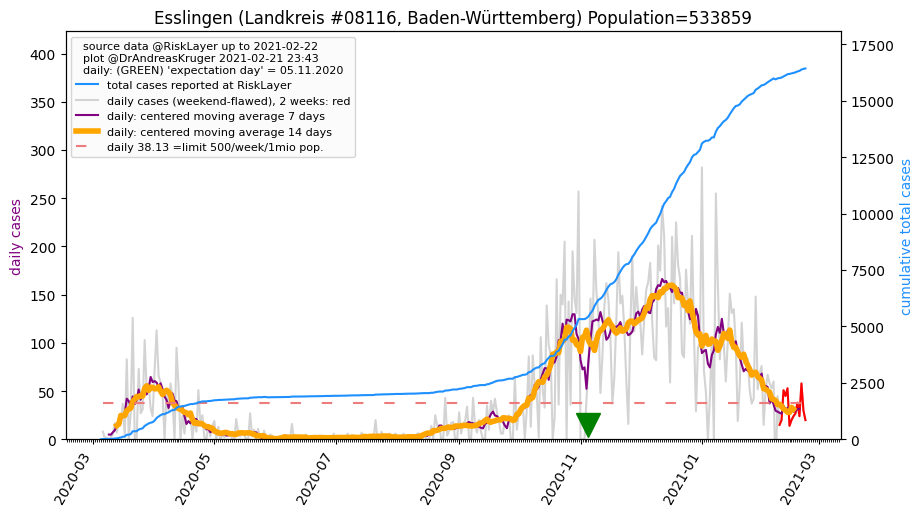 Esslingen (Landkreis #08116, Baden-Württemberg) Population=533859
source data @RiskLayer up to 2021-02-22
plot @DrAndreasKruger 2021-02-21 23:43
daily: (GREEN) 'expectation day' = 05.11.2020
total cases reported at RiskLayer
daily cases (weekend-flawed), 2 weeks: red
daily: centered moving average 7 days
daily: centered moving average 14 days
daily 38.13 =limit 500/week/1mio pop.
daily cases
400
350
300
250
200
150
100
50
0
cumulative total cases
17500
15000
12500
10000
7500
5000
2500
0
2020-03
2020-05
2020-07
2020-09
2020-11
2021-01
2021-03